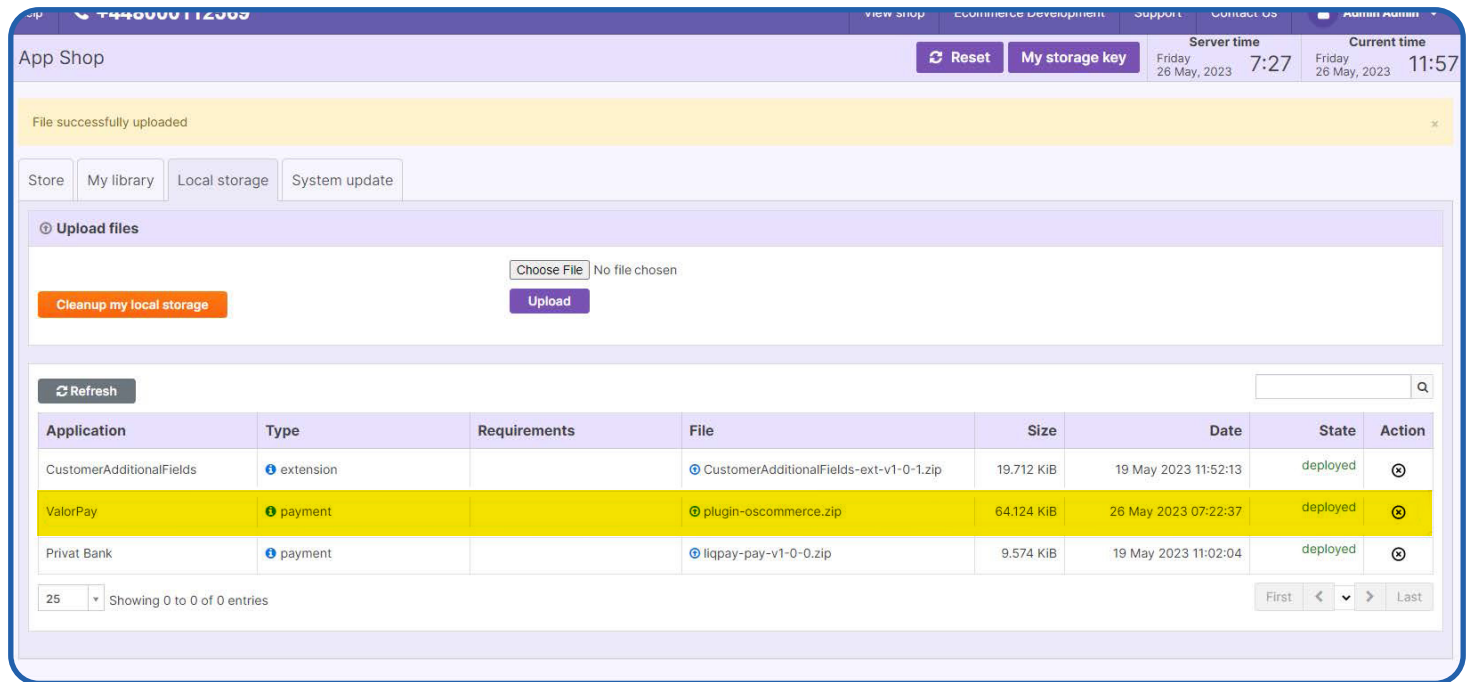 View shop Ecommerce Development Support Contact Us Admin Admin
App Shop
Reset My storage key
Server time
Friday
26 May, 2023
7:27
Current time
Friday
26 May, 2023
11:57
File successfully uploaded ×
Store My library Local storage System update
Upload files
Choose File No file chosen
Cleanup my local storage
Upload
Refresh
Application Type Requirements File Size Date State Action
CustomerAdditionalFields extension CustomerAdditionalFields-ext-v1-0-1.zip 19.712 KiB 19 May 2023 11:52:13 deployed
ValorPay payment plugin-oscommerce.zip 64.124 KiB 26 May 2023 07:22:37 deployed
Privat Bank payment liqpay-pay-v1-0-0.zip 9.574 KiB 19 May 2023 11:02:04 deployed
25 Showing 0 to 0 of 0 entries
First Last